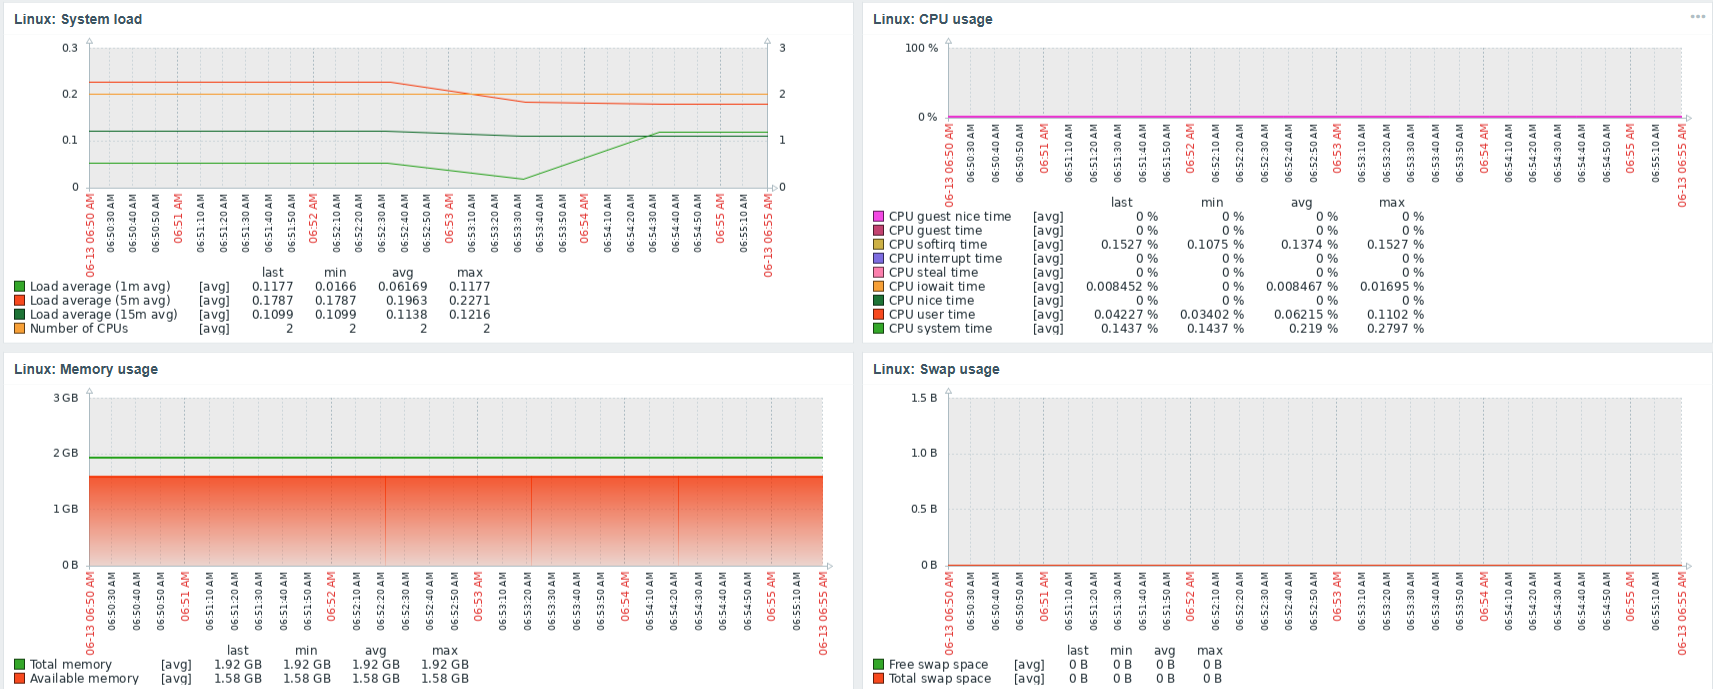 Linux: System load
0.3
0.2
0.1
0
3
2
1
0
06-13 06:50 AM
06:50:30 AM
06:50:40 AM
06:50:50 AM
06:51 AM
06:51:10 AM
06:51:20 AM
06:51:30 AM
06:51:40 AM
06:51:50 AM
06:52 AM
06:52:10 AM
06:52:20 AM
06:52:30 AM
06:52:40 AM
06:52:50 AM
06:53 AM
06:53:10 AM
06:53:20 AM
06:53:30 AM
06:53:40 AM
06:53:50 AM
06:54 AM
06:54:10 AM
06:54:20 AM
06:54:30 AM
06:54:40 AM
06:54:50 AM
06:55 AM
06:55:10 AM
06-13 06:55 AM
last min avg max
Load average (1m avg) [avg] 0.1177 0.0166 0.06169 0.1177
Load average (5m avg) [avg] 0.1787 0.1787 0.1963 0.2271
Load average (15m avg) [avg] 0.1099 0.1099 0.1138 0.1216
Number of CPUs [avg] 2 2 2 2
Linux: CPU usage
100 %
0 %
06-13 06:50 AM
06:50:30 AM
06:50:40 AM
06:50:50 AM
06:51 AM
06:51:10 AM
06:51:20 AM
06:51:30 AM
06:51:40 AM
06:51:50 AM
06:52 AM
06:52:10 AM
06:52:20 AM
06:52:30 AM
06:52:40 AM
06:52:50 AM
06:53 AM
06:53:10 AM
06:53:20 AM
06:53:30 AM
06:53:40 AM
06:53:50 AM
06:54 AM
06:54:10 AM
06:54:20 AM
06:54:30 AM
06:54:40 AM
06:54:50 AM
06:55 AM
06:55:10 AM
06-13 06:55 AM
last min avg max
CPU guest nice time [avg] 0 % 0 % 0 % 0 %
CPU guest time [avg] 0 % 0 % 0 % 0 %
CPU softirq time [avg] 0.1527 % 0.1075 % 0.1374 % 0.1527 %
CPU interrupt time [avg] 0 % 0 % 0 % 0 %
CPU steal time [avg] 0 % 0 % 0 % 0 %
CPU iowait time [avg] 0.008452 % 0 % 0.008467 % 0.01695 %
CPU nice time [avg] 0 % 0 % 0 % 0 %
CPU user time [avg] 0.04227 % 0.03402 % 0.06215 % 0.1102 %
CPU system time [avg] 0.1437 % 0.1437 % 0.219 % 0.2797 %
Linux: Memory usage
3 GB
2 GB
1 GB
0 B
06-13 06:50 AM
06:50:30 AM
06:50:40 AM
06:50:50 AM
06:51 AM
06:51:10 AM
06:51:20 AM
06:51:30 AM
06:51:40 AM
06:51:50 AM
06:52 AM
06:52:10 AM
06:52:20 AM
06:52:30 AM
06:52:40 AM
06:52:50 AM
06:53 AM
06:53:10 AM
06:53:20 AM
06:53:30 AM
06:53:40 AM
06:53:50 AM
06:54 AM
06:54:10 AM
06:54:20 AM
06:54:30 AM
06:54:40 AM
06:54:50 AM
06:55 AM
06:55:10 AM
06-13 06:55 AM
last min avg max
Total memory [avg] 1.92 GB 1.92 GB 1.92 GB 1.92 GB
Available memory [avg] 1.58 GB 1.58 GB 1.58 GB 1.58 GB
Linux: Swap usage
1.5 B
1.0 B
0.5 B
0 B
06-13 06:50 AM
06:50:30 AM
06:50:40 AM
06:50:50 AM
06:51 AM
06:51:10 AM
06:51:20 AM
06:51:30 AM
06:51:40 AM
06:51:50 AM
06:52 AM
06:52:10 AM
06:52:20 AM
06:52:30 AM
06:52:40 AM
06:52:50 AM
06:53 AM
06:53:10 AM
06:53:20 AM
06:53:30 AM
06:53:40 AM
06:53:50 AM
06:54 AM
06:54:10 AM
06:54:20 AM
06:54:30 AM
06:54:40 AM
06:54:50 AM
06:55 AM
06:55:10 AM
06-13 06:55 AM
last min avg max
Free swap space [avg] 0 B 0 B 0 B 0 B
Total swap space [avg] 0 B 0 B 0 B 0 B